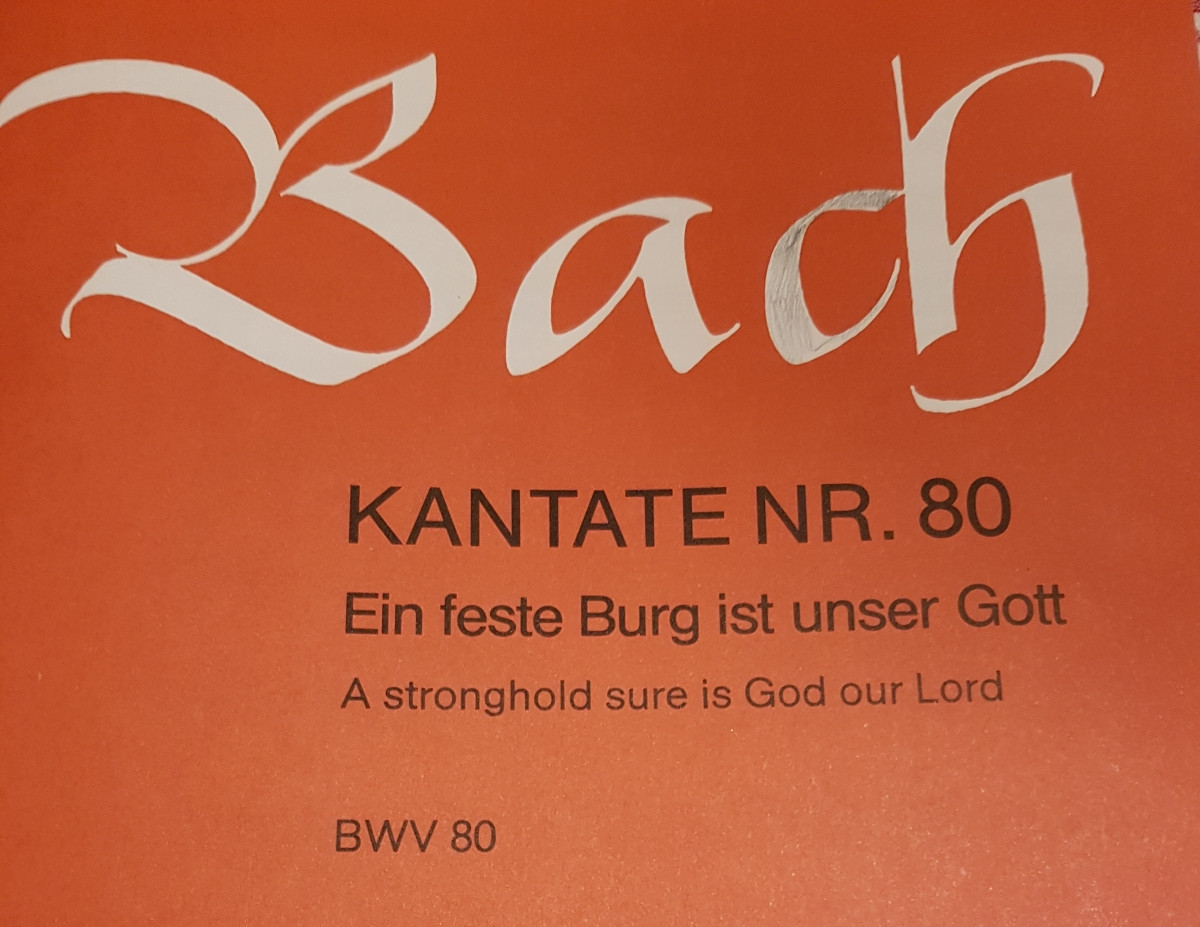 Bach
KANTATE NR. 80
Ein feste Burg ist unser Gott
A stronghold sure is God our Lord
BWV 80